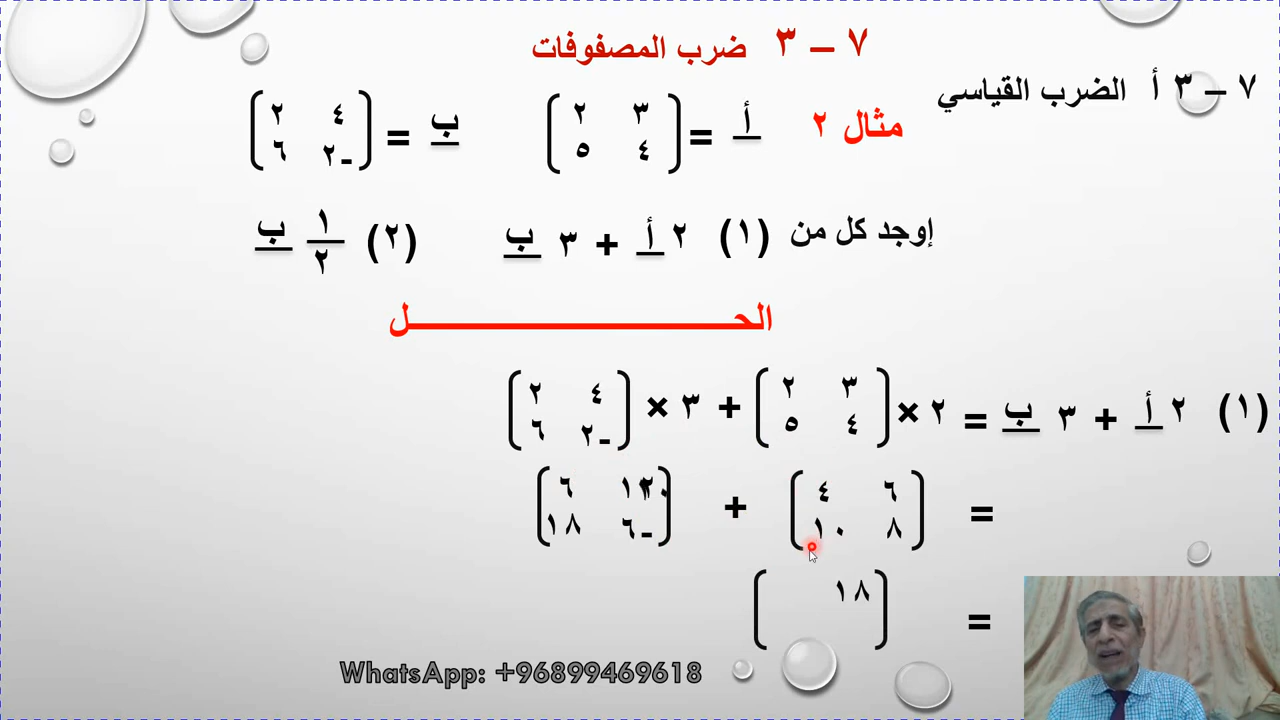 ٧ – ٣ ضرب المصفوفات
٧ – ٣ أ الضرب القياسي
مثال ٢ أ = ( ٣ ٢ ب = ( ٤ ٢
٤ ٥ ) -٢ ٦ )
إوجد كل من (١) ٢ أ + ٣ ب (٢) ١/٢ ب
الحـــــــــــــــــــل
(١) ٢ أ + ٣ ب = ٢ × ( ٣ ٢ + ٣ × ( ٤ ٢
٤ ٥ ) -٢ ٦ )
= ( ٦ ٤ + ( ١٢ ٦
٨ ١٠ ) -٦ ١٨ )
= ( ١٨ )
WhatsApp: +96899469618